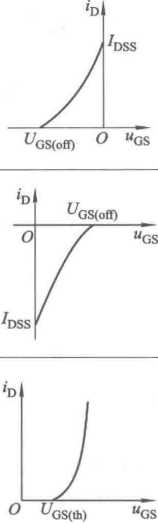 i_D
I_DSS
U_GS(off) O u_GS
i_D
U_GS(off)
O u_GS
I_DSS
i_D
O U_GS(th) u_GS